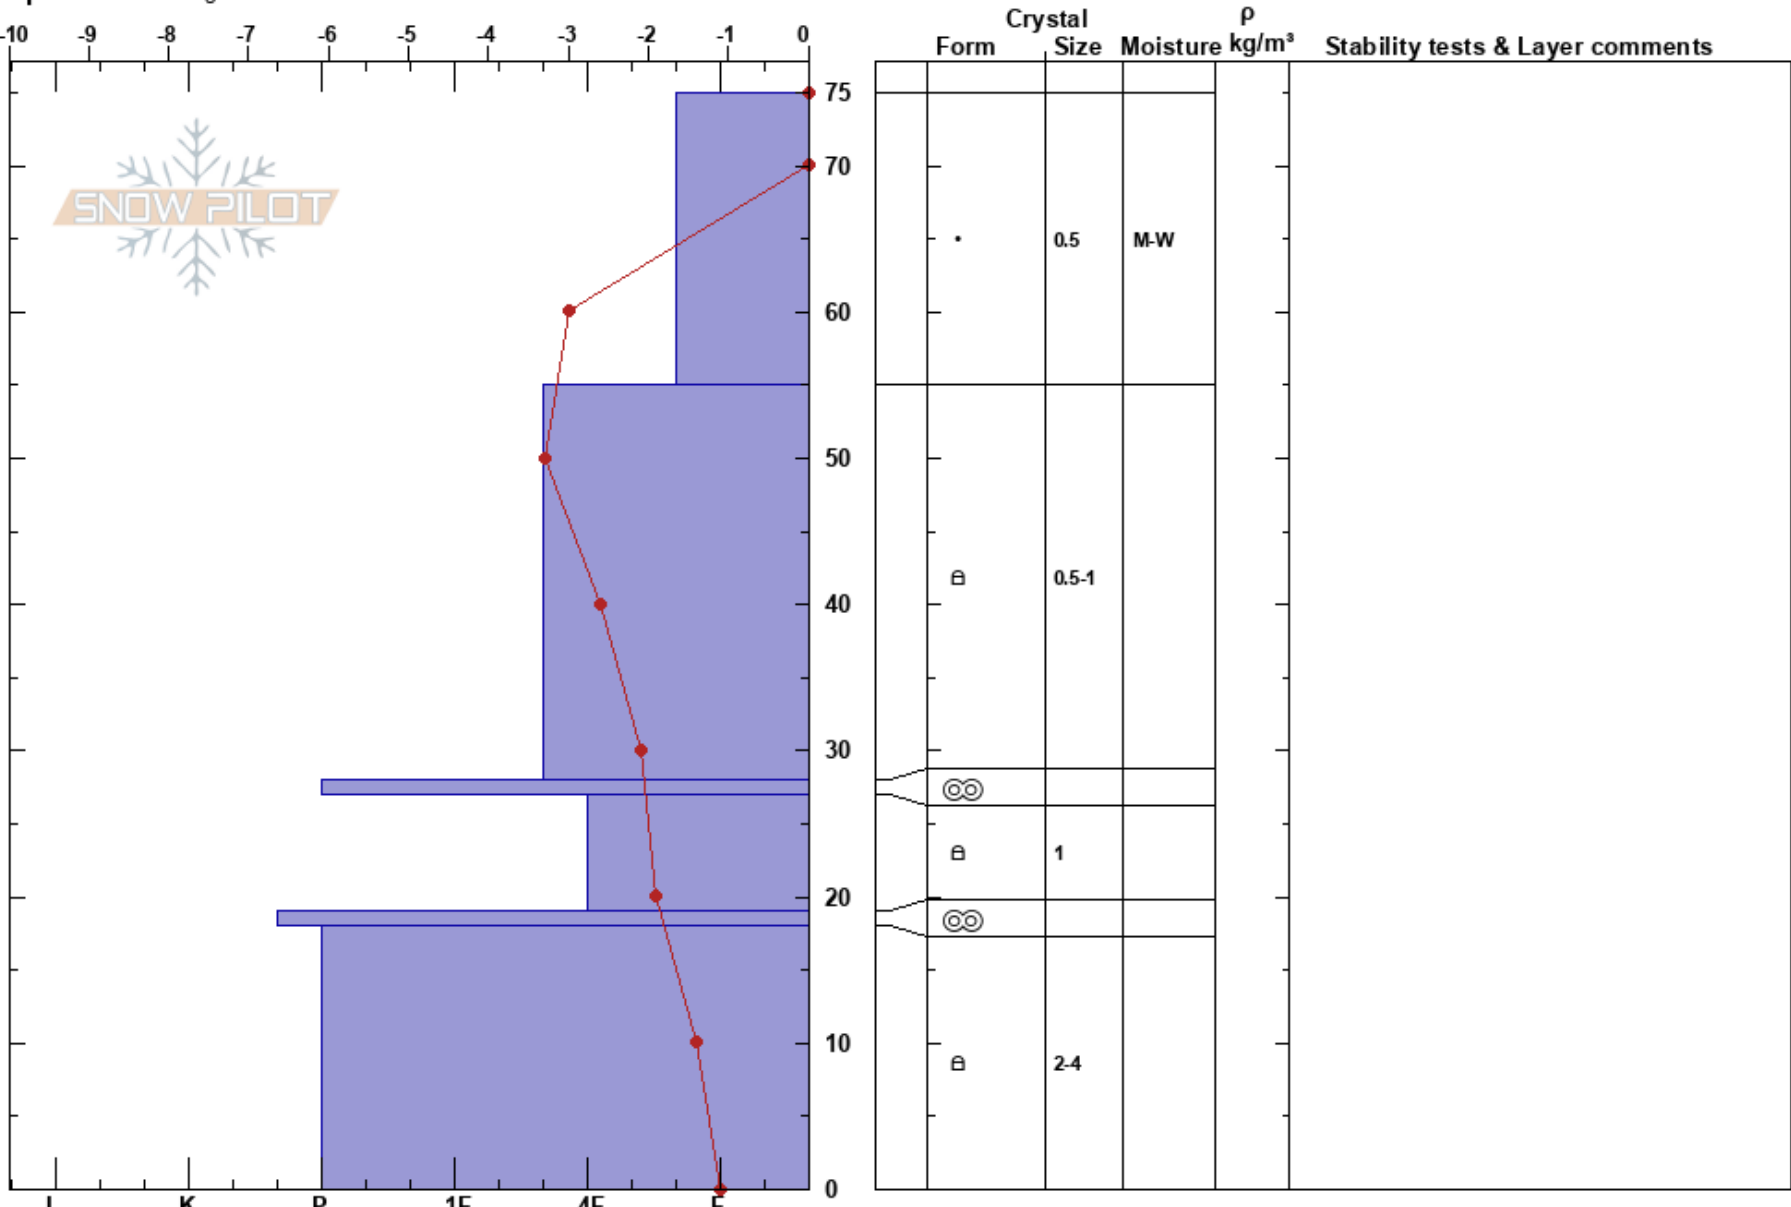 Crystal ρ
-10 -9 -8 -7 -6 -5 -4 -3 -2 -1 0 Form Size Moisture kg/m³ Stability tests & Layer comments
75
SNOW PILOT
70
0.5 M-W
60
50
0.5-1
40
30
1
20
10
2-4
0
I K P 1F 4F F